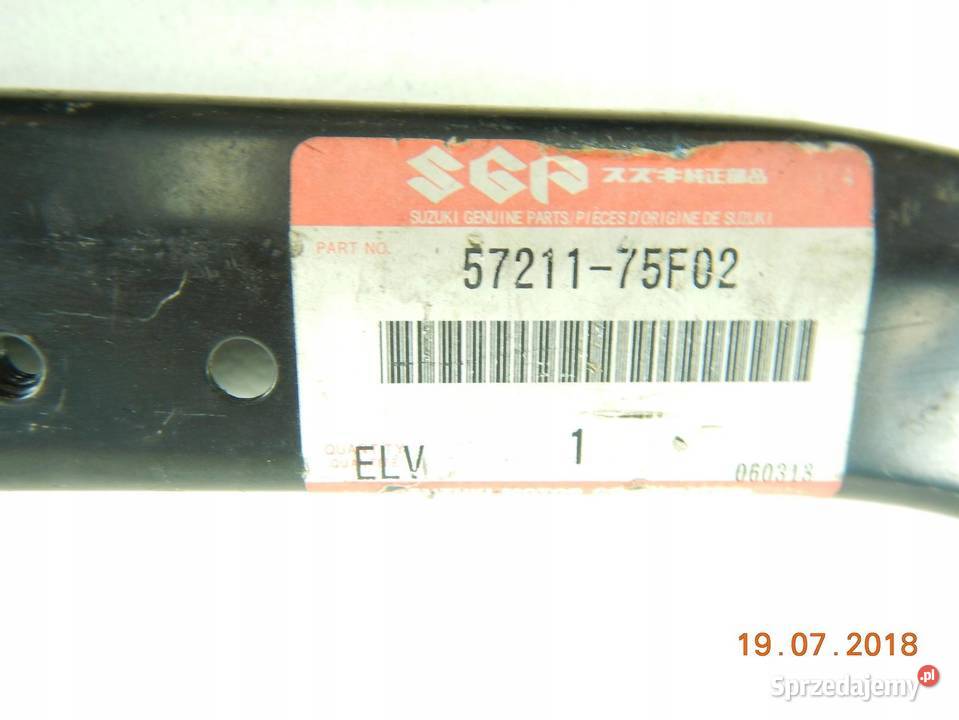 SGP スズキ純正部品
SUZUKI GENUINE PARTS/PIÈCES D'ORIGINE DE SUZUKI
PART NO.
57211-75F02
QUANTITY
ELV 1
060313
19.07.2018
Sprzedajemy.pl